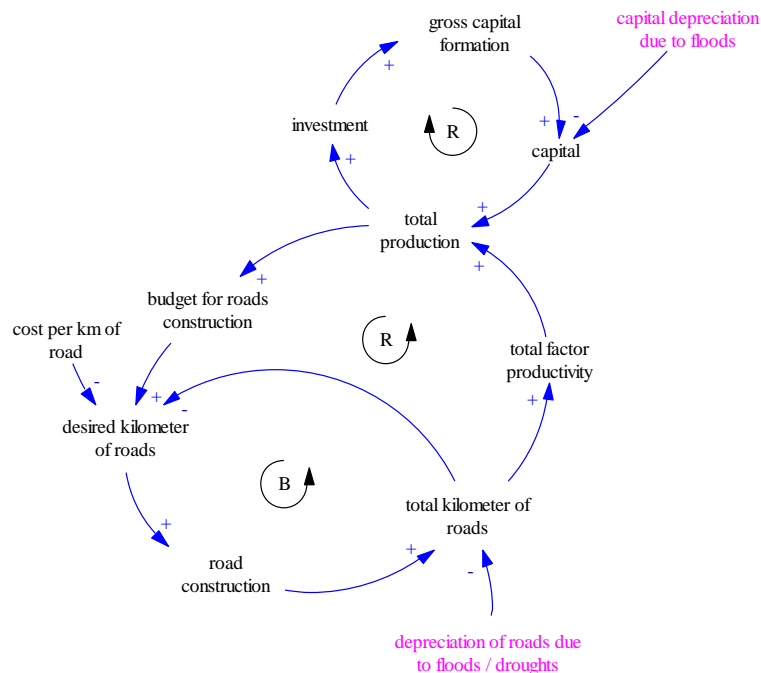 gross capital
formation
capital depreciation
due to floods
+
investment
R
+
-
capital
+
+
total
production
+
+
budget for roads
construction
cost per km of
road
R
total factor
productivity
-
+
-
+
desired kilometer
of roads
B
total kilometer of
roads
+
+
road
construction
-
depreciation of roads due
to floods / droughts